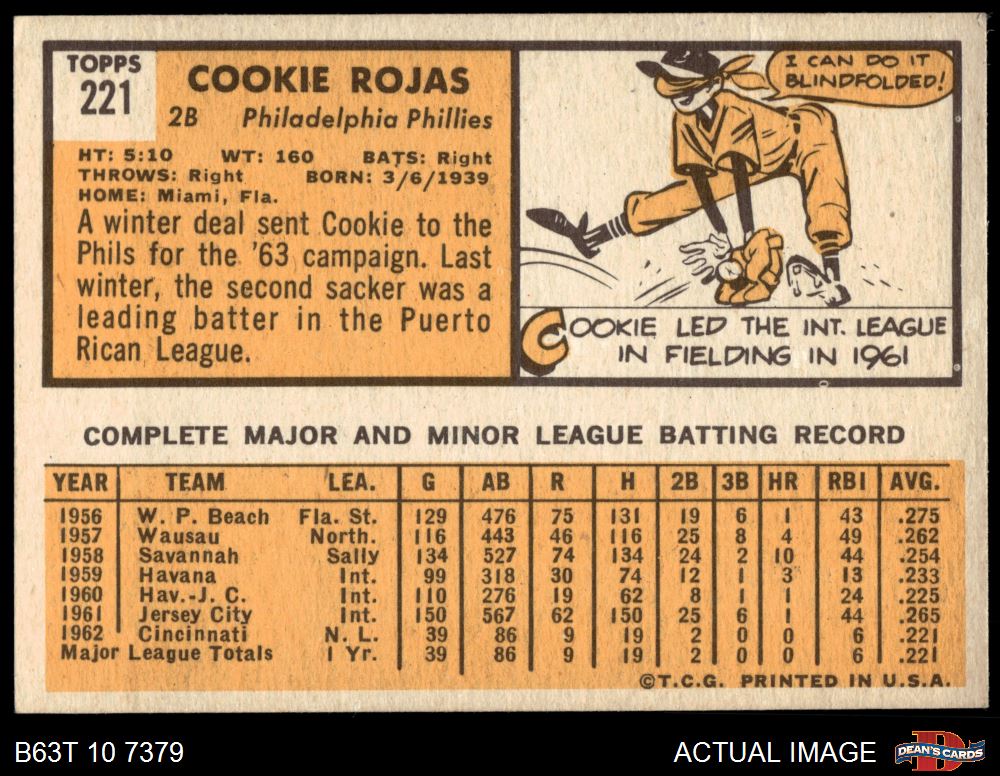 TOPPS
221
COOKIE ROJAS
2B Philadelphia Phillies
HT: 5:10 WT: 160 BATS: Right
THROWS: Right BORN: 3/6/1939
HOME: Miami, Fla.
A winter deal sent Cookie to the
Phils for the '63 campaign. Last
winter, the second sacker was a
leading batter in the Puerto
Rican League.
I CAN DO IT
BLINDFOLDED!
COOKIE LED THE INT. LEAGUE
IN FIELDING IN 1961
COMPLETE MAJOR AND MINOR LEAGUE BATTING RECORD
YEAR TEAM LEA. G AB R H 2B 3B HR RBI AVG.
1956 W. P. Beach Fla. St. 129 476 75 131 19 6 1 43 .275
1957 Wausau North. 116 443 46 116 25 8 4 49 .262
1958 Savannah Sally 134 527 74 134 24 2 10 44 .254
1959 Havana Int. 99 318 30 74 12 1 3 13 .233
1960 Hav.-J. C. Int. 110 276 19 62 8 1 1 24 .225
1961 Jersey City Int. 150 567 62 150 25 6 1 44 .265
1962 Cincinnati N. L. 39 86 9 19 2 0 0 6 .221
Major League Totals 1 Yr. 39 86 9 19 2 0 0 6 .221
©T.C.G. PRINTED IN U.S.A.
B63T 10 7379
ACTUAL IMAGE
D
DEAN'S CARDS